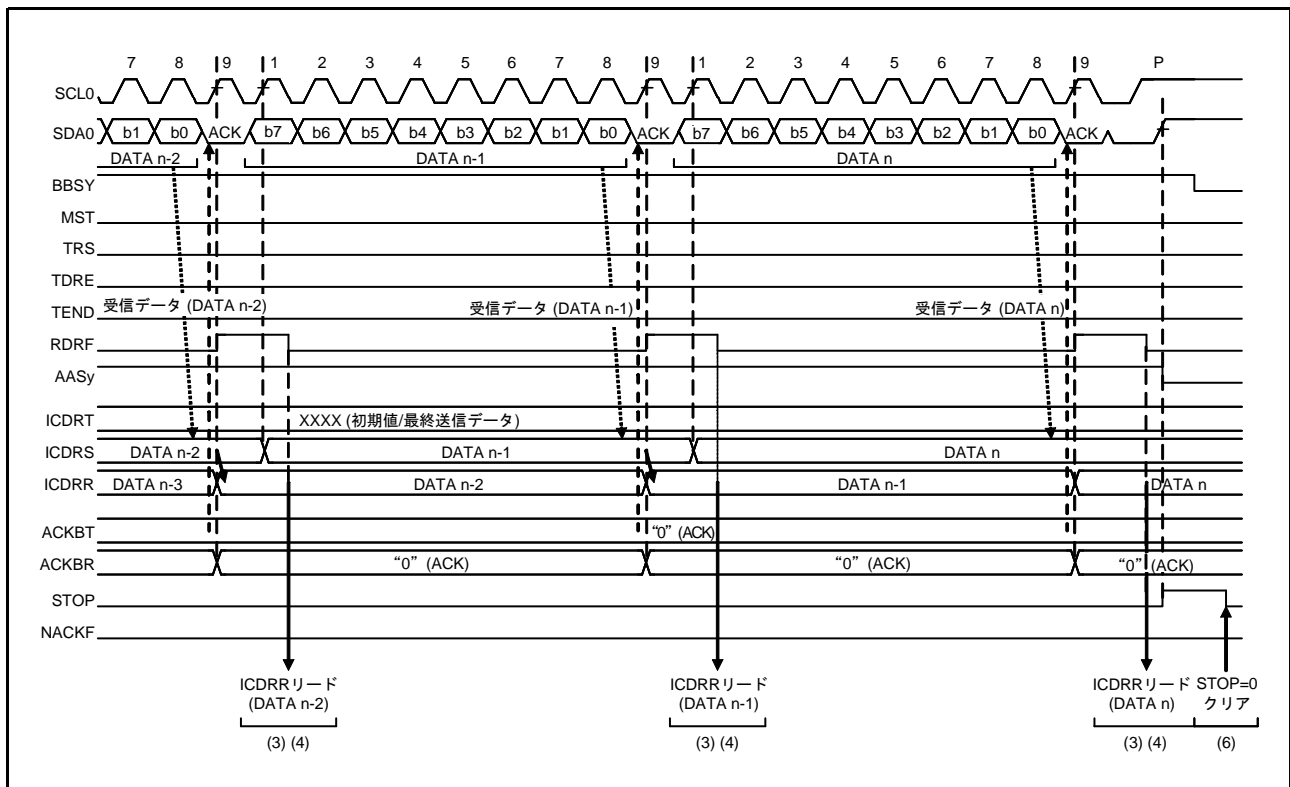 7 8 9 1 2 3 4 5 6 7 8 9 1 2 3 4 5 6 7 8 9 P
SCL0
SDA0 b1 b0 ACK b7 b6 b5 b4 b3 b2 b1 b0 ACK b7 b6 b5 b4 b3 b2 b1 b0 ACK
DATA n-2 DATA n-1 DATA n
BBSY
MST
TRS
TDRE
受信データ (DATA n-2) 受信データ (DATA n-1) 受信データ (DATA n)
TEND
RDRF
AASy
ICDRT XXXX (初期値/最終送信データ)
ICDRS DATA n-2 DATA n-1 DATA n
ICDRR DATA n-3 DATA n-2 DATA n-1 DATA n
ACKBT “0” (ACK)
ACKBR “0” (ACK) “0” (ACK) “0” (ACK)
STOP
NACKF
ICDRRリード ICDRRリード ICDRRリード STOP=0
(DATA n-2) (DATA n-1) (DATA n) クリア
(3) (4) (3) (4) (3) (4) (6)